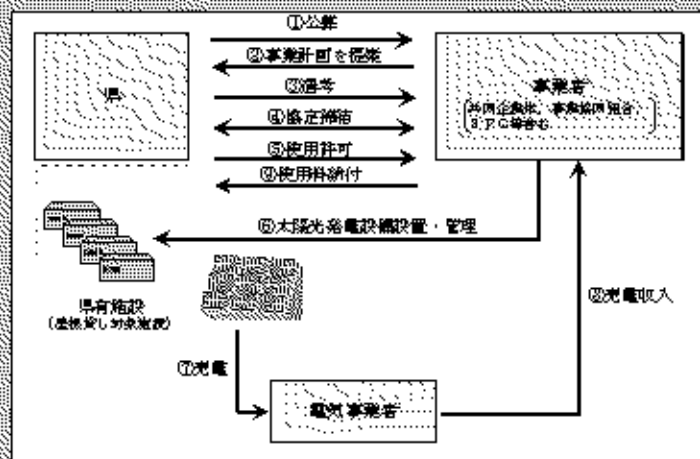 ①公募
②事業計画を提案
③選考
④協定締結
⑤使用許可
⑨使用料納付
県
事業者
共同企業体、事業協同組合、
SPC等含む
⑥太陽光発電設備設置・管理
県有施設
(屋根貸し対象施設)
⑦売電
⑧売電収入
電気事業者